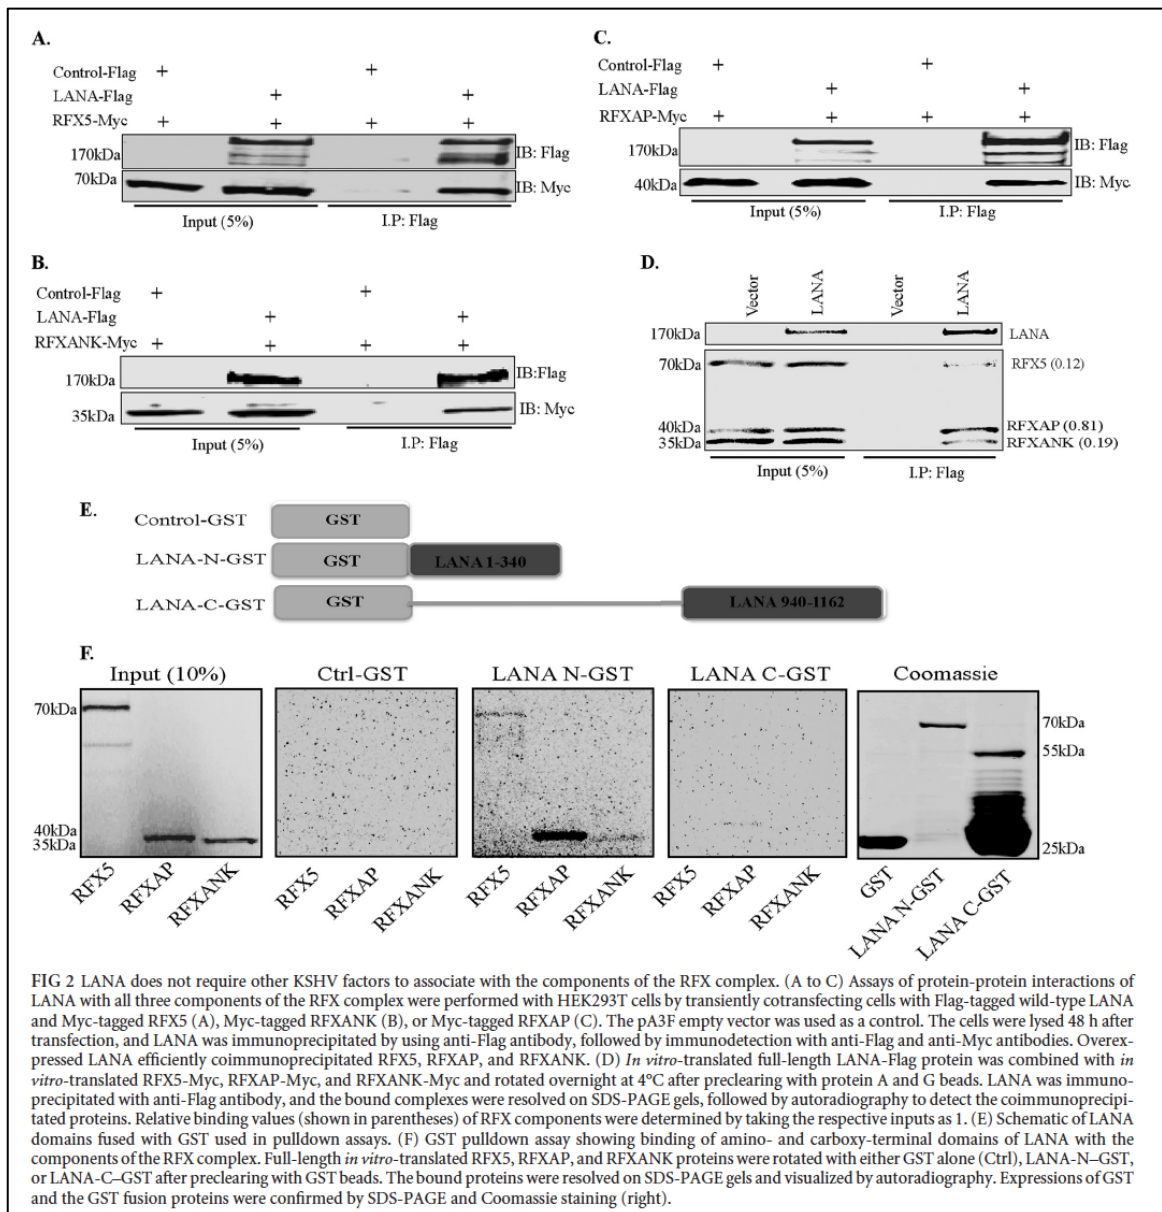 A.
Control-Flag + +
LANA-Flag + +
RFX5-Myc + + + +
170kDa IB: Flag
70kDa IB: Myc
Input (5%) I.P: Flag
B.
Control-Flag + +
LANA-Flag + +
RFXANK-Myc + + + +
170kDa IB:Flag
35kDa IB: Myc
Input (5%) I.P: Flag
C.
Control-Flag + +
LANA-Flag + +
RFXAP-Myc + + + +
170kDa IB: Flag
40kDa IB: Myc
Input (5%) I.P: Flag
D.
Vector LANA Vector LANA
170kDa LANA
70kDa RFX5 (0.12)
40kDa RFXAP (0.81)
35kDa RFXANK (0.19)
Input (5%) I.P: Flag
E.
Control-GST GST
LANA-N-GST GST LANA 1-340
LANA-C-GST GST LANA 940-1162
F.
Input (10%) Ctrl-GST LANA N-GST LANA C-GST Coomassie
70kDa 70kDa
55kDa
40kDa
35kDa 25kDa
RFX5 RFXAP RFXANK RFX5 RFXAP RFXANK RFX5 RFXAP RFXANK RFX5 RFXAP RFXANK GST LANA N-GST LANA C-GST
FIG 2 LANA does not require other KSHV factors to associate with the components of the RFX complex. (A to C) Assays of protein-protein interactions of
LANA with all three components of the RFX complex were performed with HEK293T cells by transiently cotransfecting cells with Flag-tagged wild-type LANA
and Myc-tagged RFX5 (A), Myc-tagged RFXANK (B), or Myc-tagged RFXAP (C). The pA3F empty vector was used as a control. The cells were lysed 48 h after
transfection, and LANA was immunoprecipitated by using anti-Flag antibody, followed by immunodetection with anti-Flag and anti-Myc antibodies. Overex-
pressed LANA efficiently coimmunoprecipitated RFX5, RFXAP, and RFXANK. (D) In vitro-translated full-length LANA-Flag protein was combined with in
vitro-translated RFX5-Myc, RFXAP-Myc, and RFXANK-Myc and rotated overnight at 4°C after preclearing with protein A and G beads. LANA was immuno-
precipitated with anti-Flag antibody, and the bound complexes were resolved on SDS-PAGE gels, followed by autoradiography to detect the coimmunoprecipi-
tated proteins. Relative binding values (shown in parentheses) of RFX components were determined by taking the respective inputs as 1. (E) Schematic of LANA
domains fused with GST used in pulldown assays. (F) GST pulldown assay showing binding of amino- and carboxy-terminal domains of LANA with the
components of the RFX complex. Full-length in vitro-translated RFX5, RFXAP, and RFXANK proteins were rotated with either GST alone (Ctrl), LANA-N–GST,
or LANA-C–GST after preclearing with GST beads. The bound proteins were resolved on SDS-PAGE gels and visualized by autoradiography. Expressions of GST
and the GST fusion proteins were confirmed by SDS-PAGE and Coomassie staining (right).